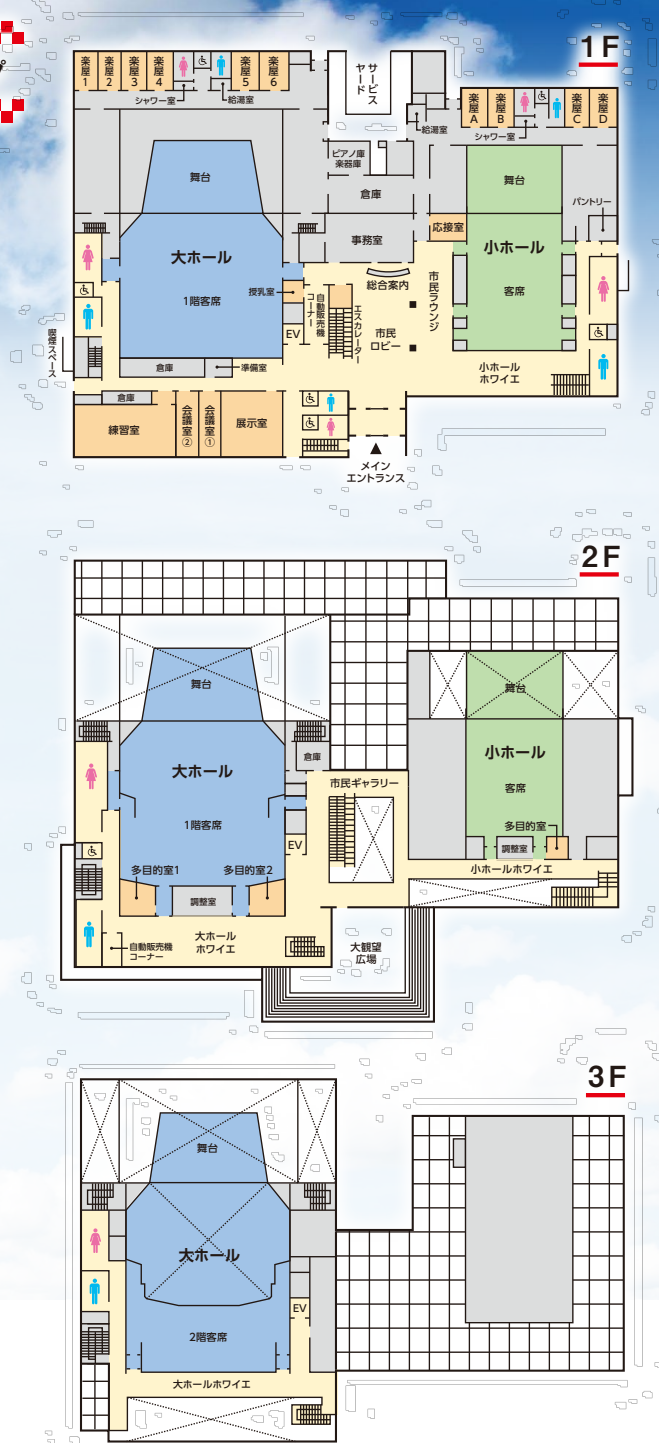 プ
1F
楽屋1
楽屋2
楽屋3
楽屋4
楽屋5
楽屋6
シャワー室
給湯室
サービス
ヤード
給湯室
楽屋A
楽屋B
楽屋C
楽屋D
シャワー室
ピアノ庫
楽器庫
倉庫
事務室
応接室
パントリー
舞台
大ホール
1階客席
舞台
小ホール
客席
総合案内
市民ラウンジ
授乳室
自動販売機
コーナー
エスカレーター
市民
ロビー
EV
喫煙スペース
倉庫
準備室
小ホール
ホワイエ
倉庫
練習室
会議室②
会議室①
展示室
メイン
エントランス
2F
舞台
大ホール
1階客席
倉庫
市民ギャラリー
舞台
小ホール
客席
多目的室
調整室
小ホールホワイエ
EV
多目的室1
多目的室2
調整室
自動販売機
コーナー
大ホール
ホワイエ
大観望
広場
3F
舞台
大ホール
EV
2階客席
大ホールホワイエ